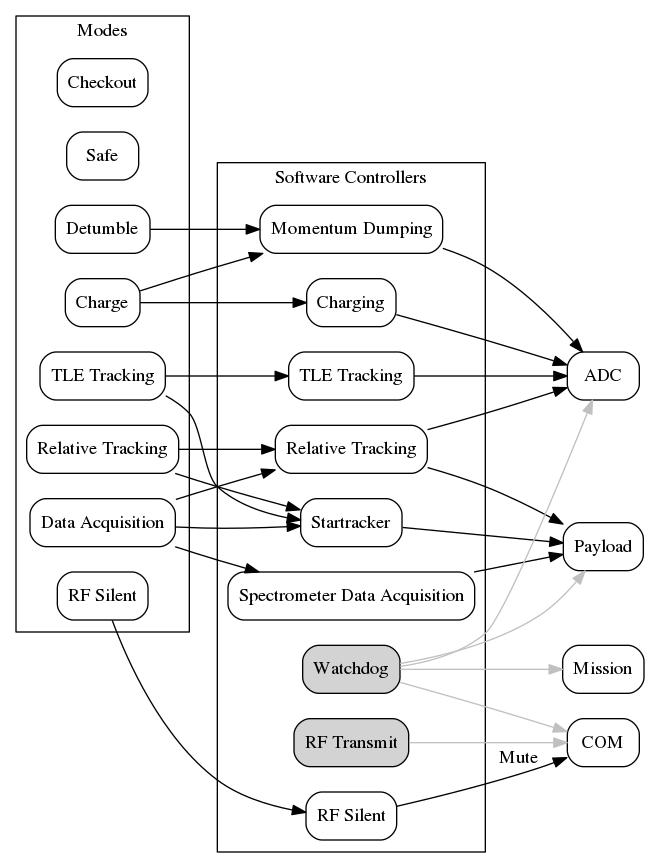 Modes
Checkout
Safe
Detumble
Charge
TLE Tracking
Relative Tracking
Data Acquisition
RF Silent
Software Controllers
Momentum Dumping
Charging
TLE Tracking
Relative Tracking
Startracker
Spectrometer Data Acquisition
Watchdog
RF Transmit
RF Silent
Mute
ADC
Payload
Mission
COM